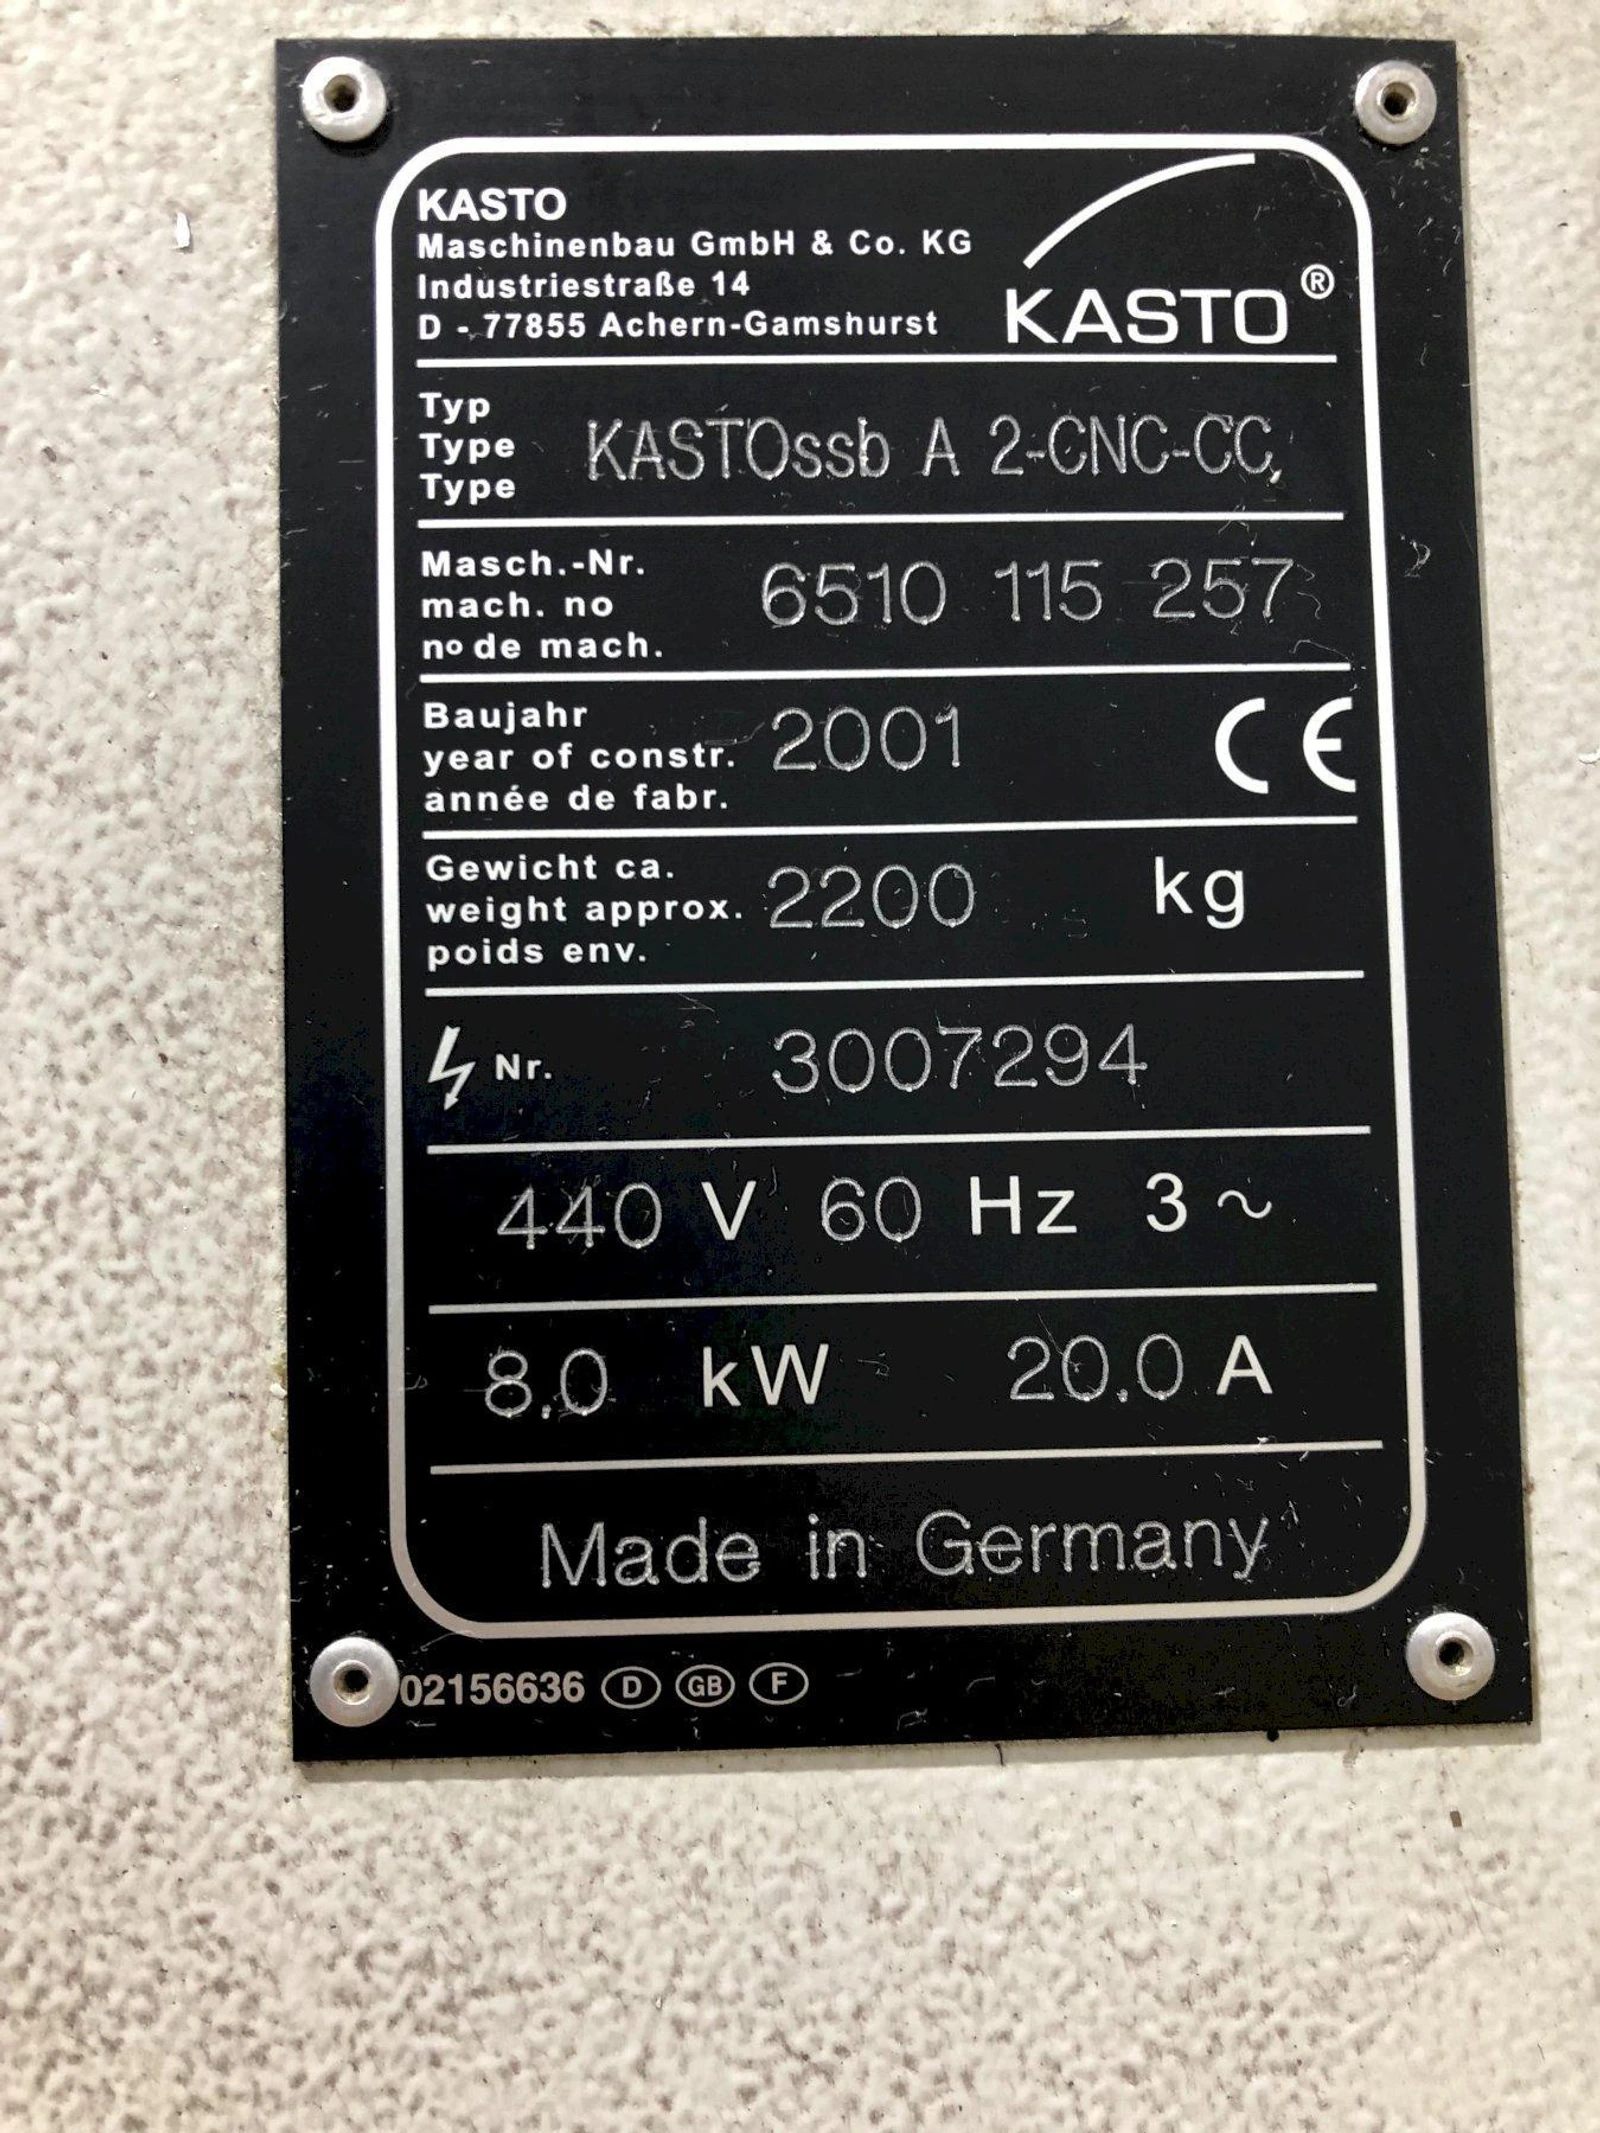 KASTO
Maschinenbau GmbH & Co. KG
Industriestraße 14
D - 77855 Achern-Gamshurst
KASTO®
Typ
Type
Type
KASTOssb A 2-CNC-CC,
Masch.-Nr.
mach. no
nº de mach.
6510 115 257
Baujahr
year of constr.
année de fabr.
2001
CE
Gewicht ca.
weight approx.
poids env.
2200 kg
Nr. 3007294
440 V 60 Hz 3 ~
8.0 kW 20.0 A
Made in Germany
02156636 D GB F